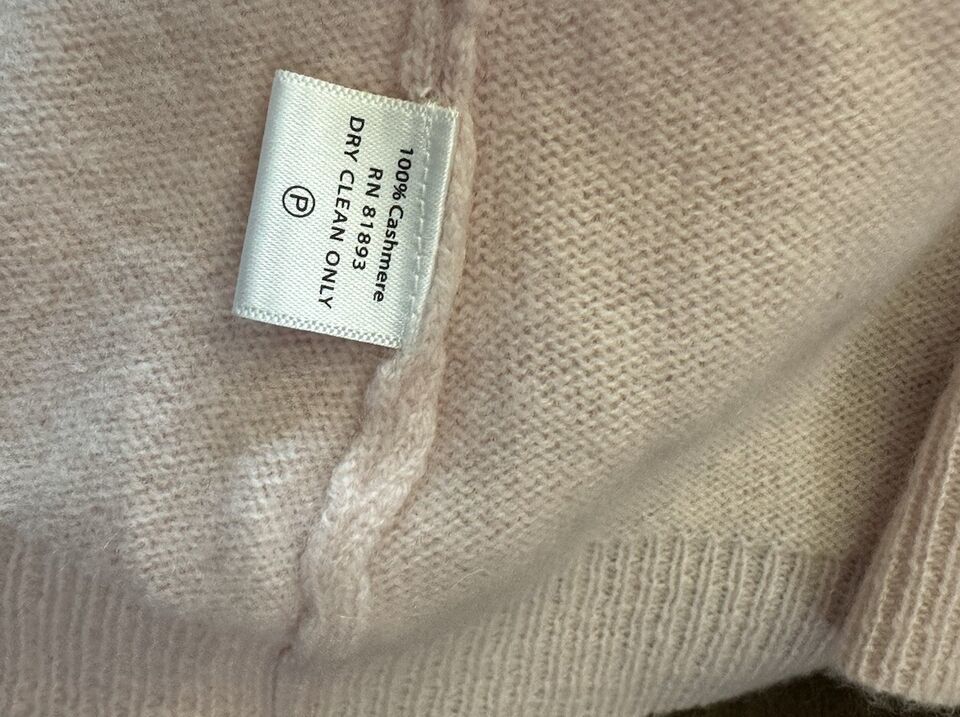 100% Cashmere
RN 81893
DRY CLEAN ONLY
P